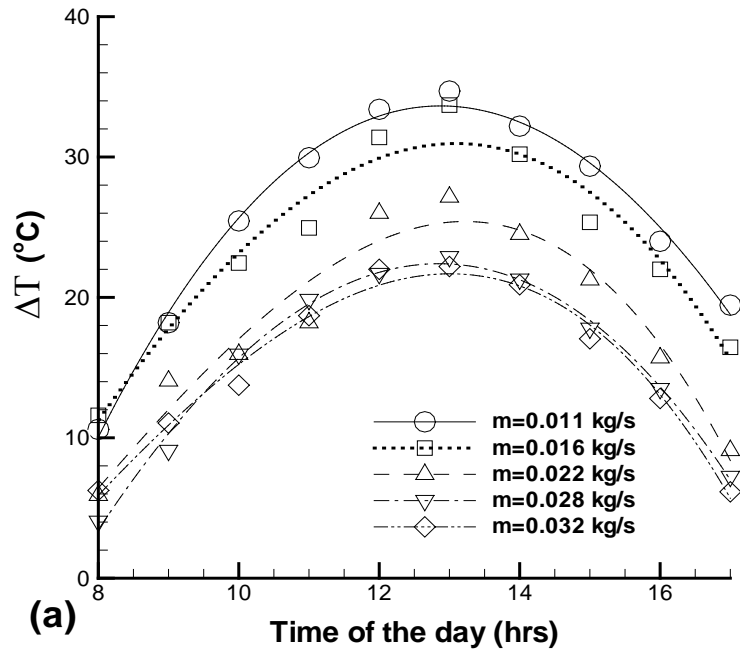 40
30
20
10
0
ΔT (°C)
m=0.011 kg/s
m=0.016 kg/s
m=0.022 kg/s
m=0.028 kg/s
m=0.032 kg/s
8 10 12 14 16
(a)
Time of the day (hrs)